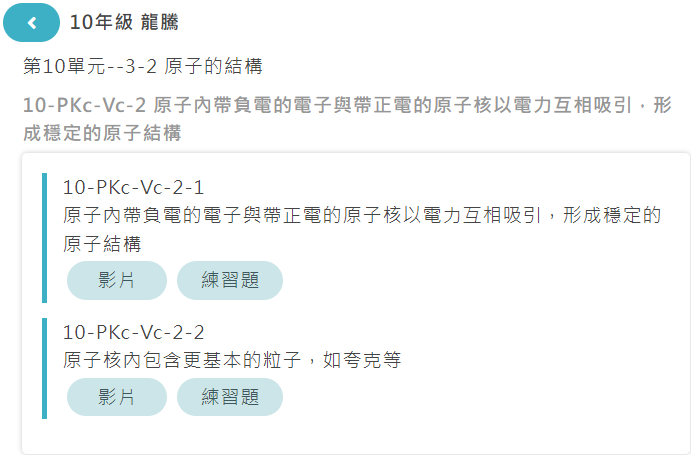 10年級 龍騰
第10單元--3-2 原子的結構
10-PKc-Vc-2 原子內帶負電的電子與帶正電的原子核以電力互相吸引，形
成穩定的原子結構
10-PKc-Vc-2-1
原子內帶負電的電子與帶正電的原子核以電力互相吸引，形成穩定的
原子結構
影片 練習題
10-PKc-Vc-2-2
原子核內包含更基本的粒子，如夸克等
影片 練習題